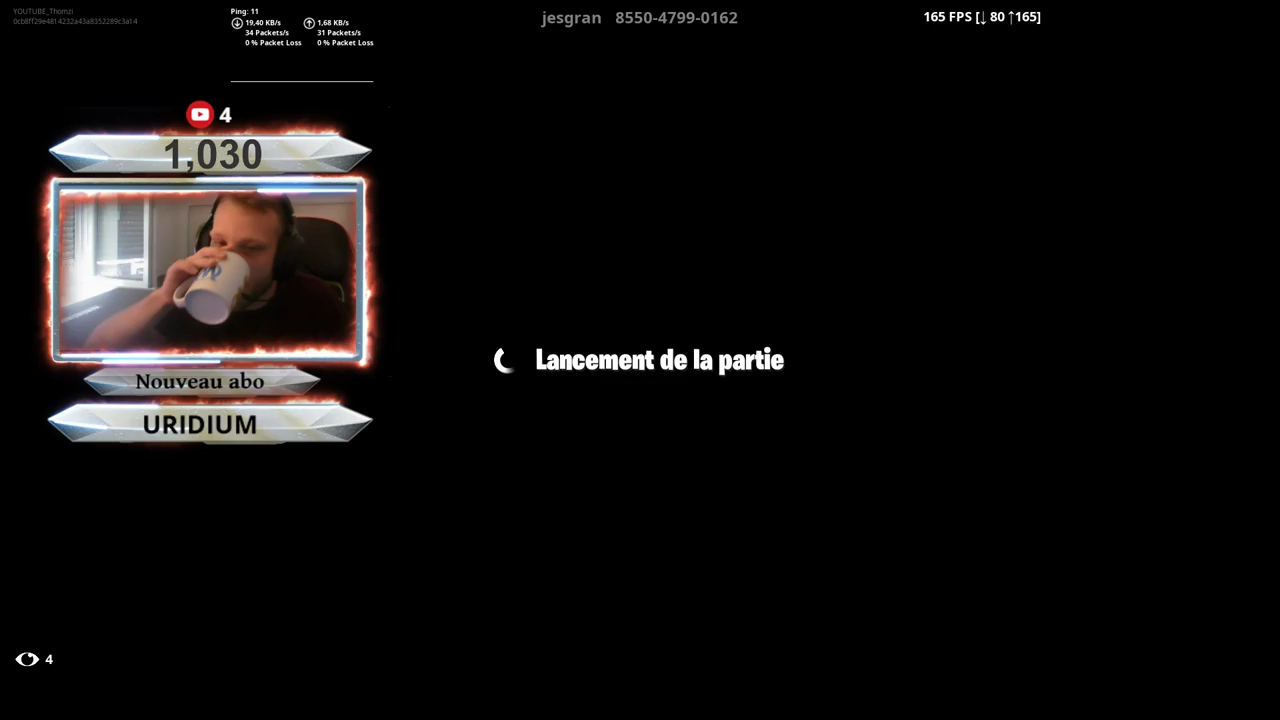 YOUTUBE_Thomzi
0cb8ff29e4814232a43a8352289c3a14
Ping: 11
19,40 KB/s
34 Packets/s
0 % Packet Loss
1,68 KB/s
31 Packets/s
0 % Packet Loss
jesgran 8550-4799-0162
165 FPS [↓ 80 ↑165]
4
1,030
Nouveau abo
URIDIUM
Lancement de la partie
4